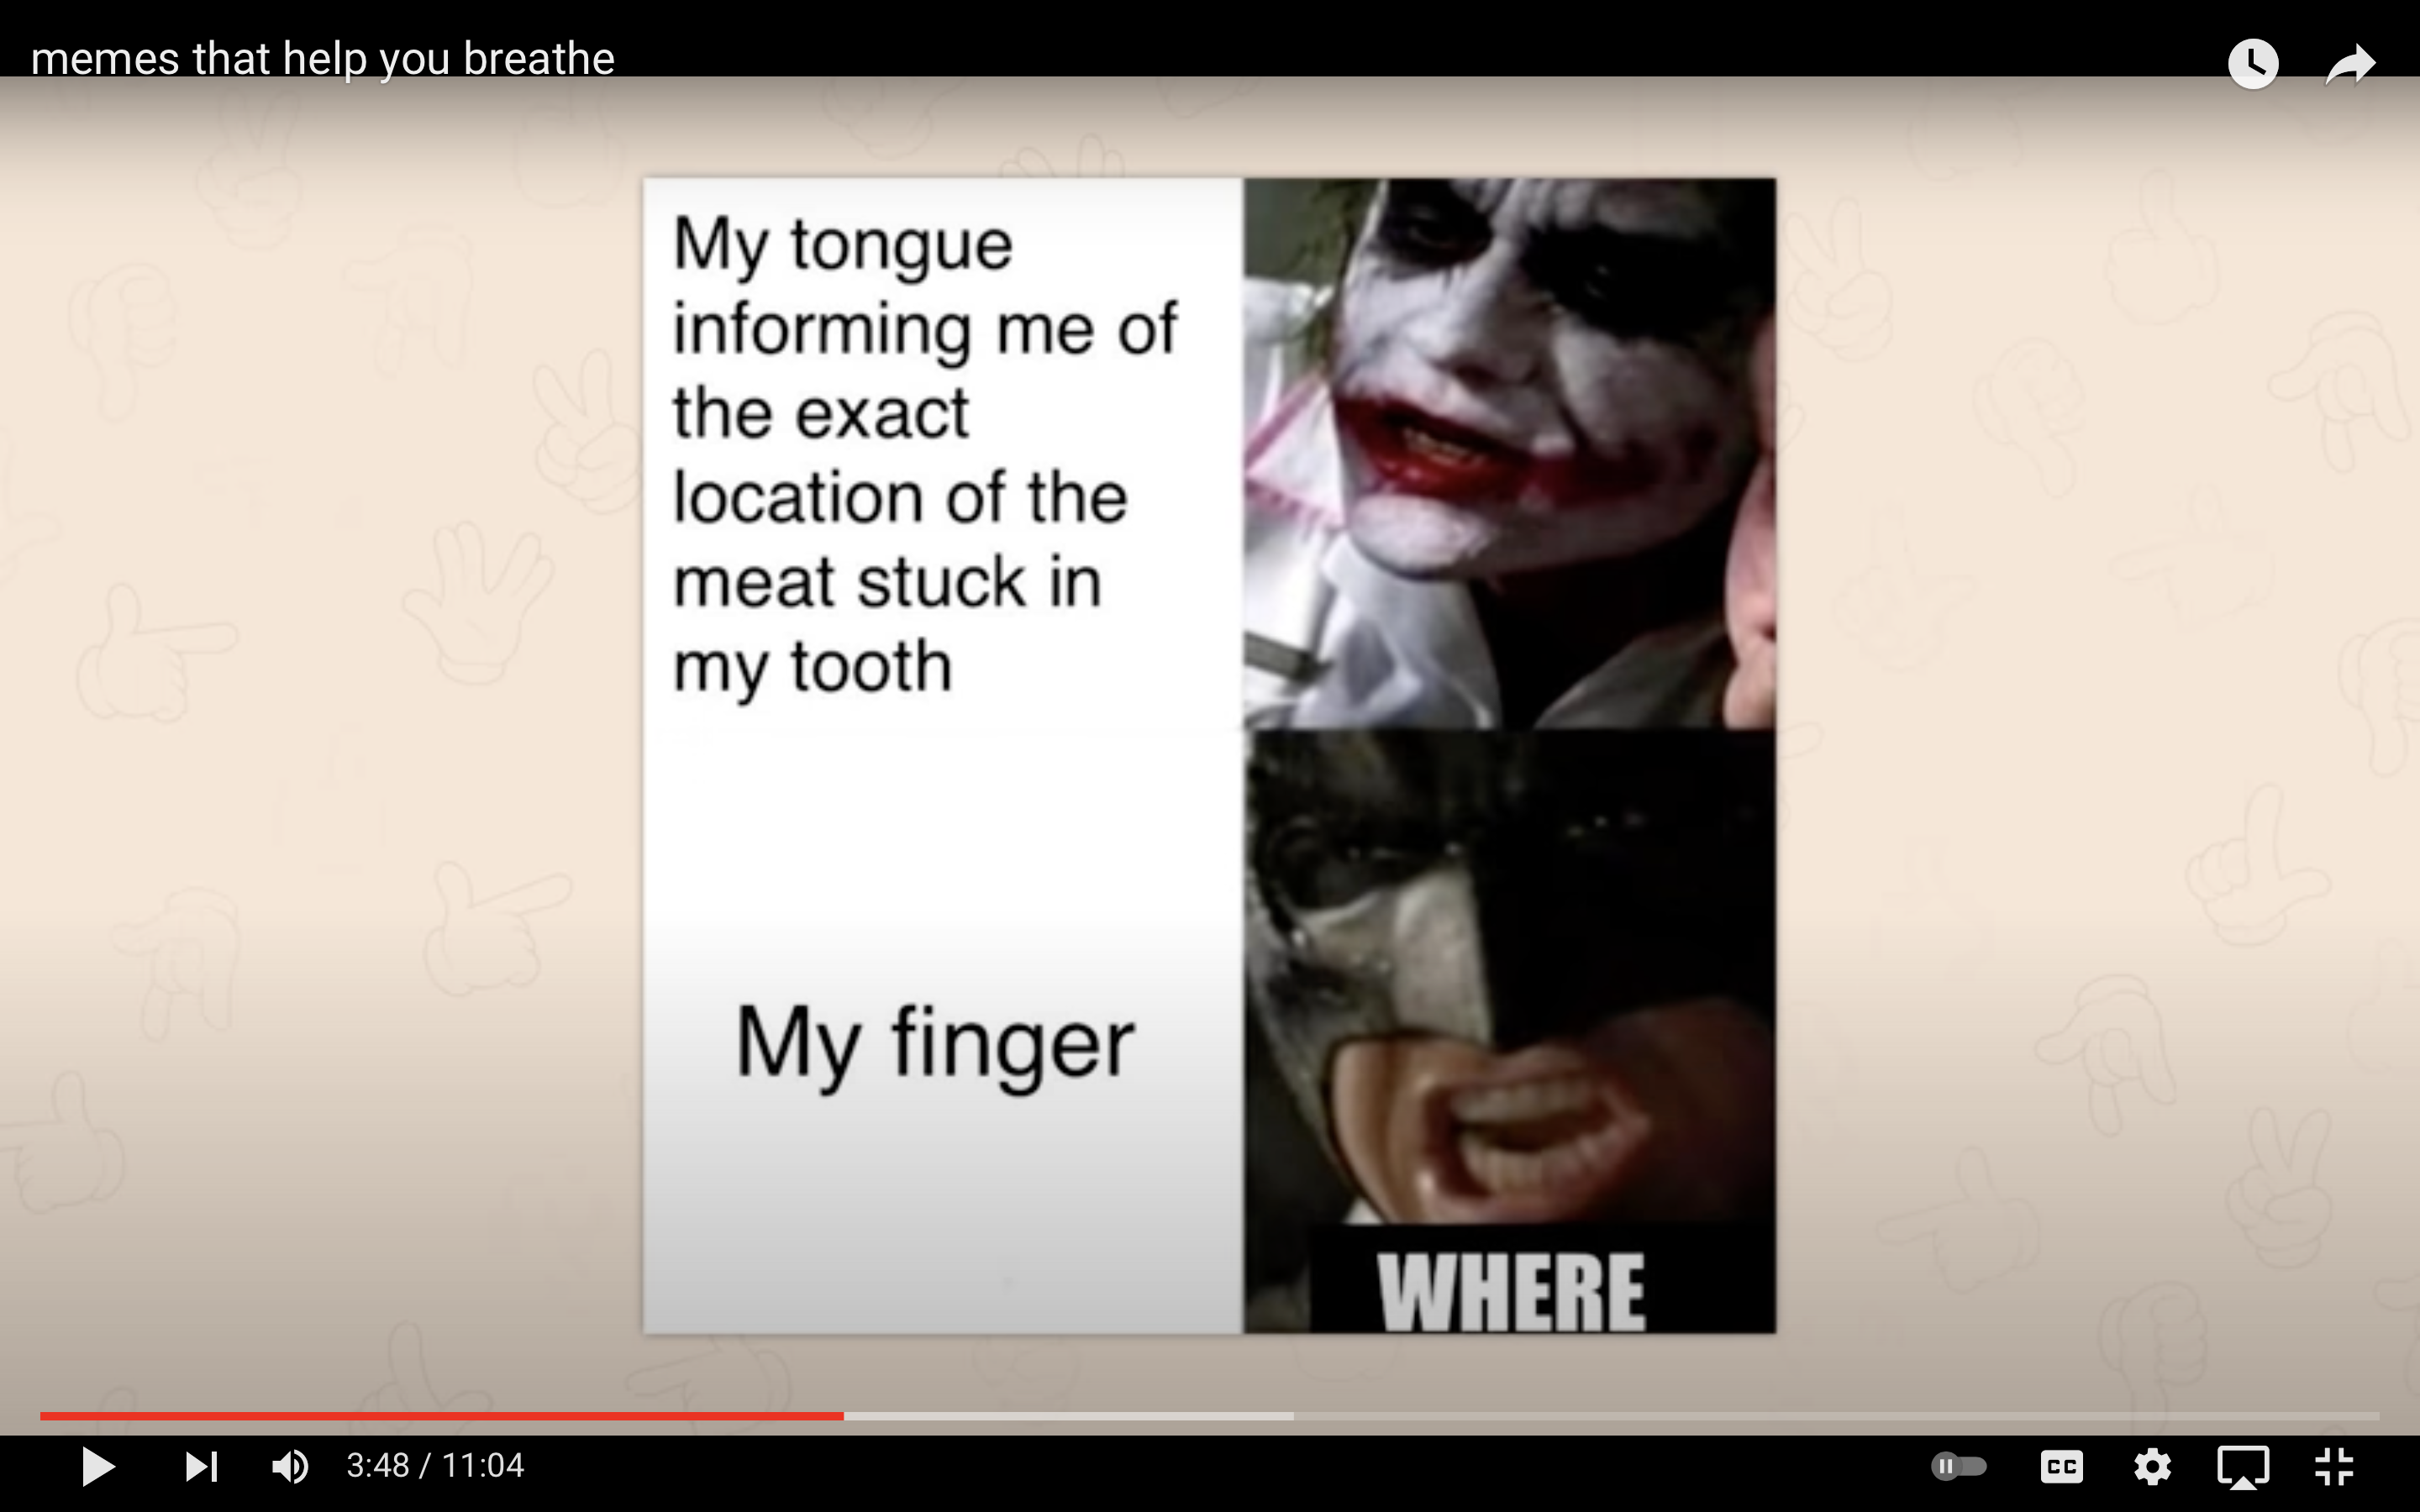 memes that help you breathe
My tongue
informing me of
the exact
location of the
meat stuck in
my tooth
My finger
WHERE
3:48 / 11:04
CC